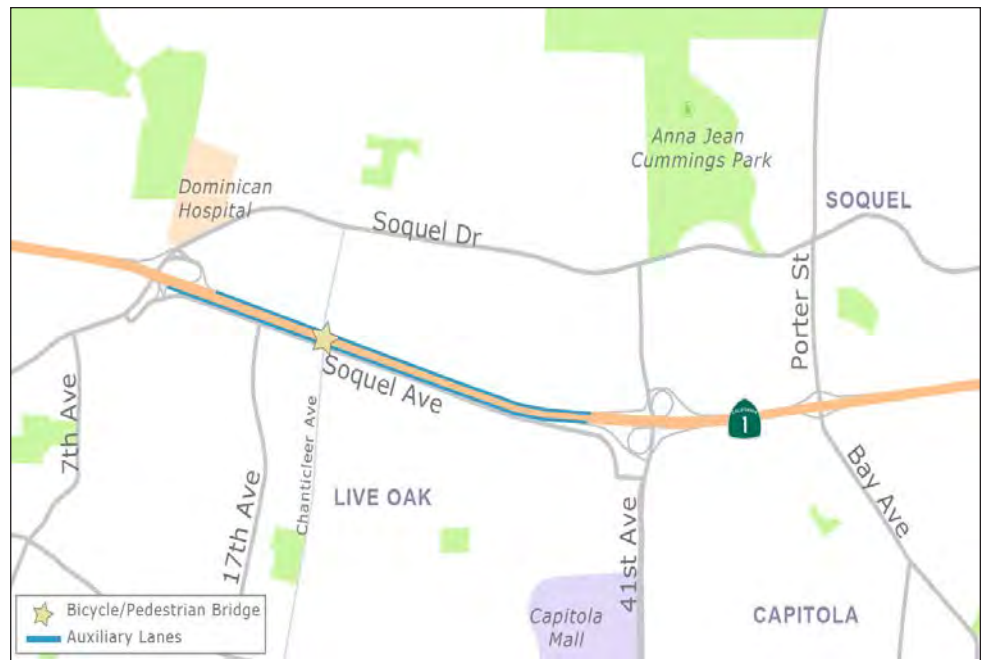 Anna Jean
Cummings Park
Dominican
Hospital
SOQUEL
Soquel Dr
Porter St
Soquel Ave
7th Ave
17th Ave
Chanticleer Ave
LIVE OAK
CALIFORNIA
1
41st Ave
Bay Ave
Capitola
Mall
CAPITOLA
Bicycle/Pedestrian Bridge
Auxiliary Lanes